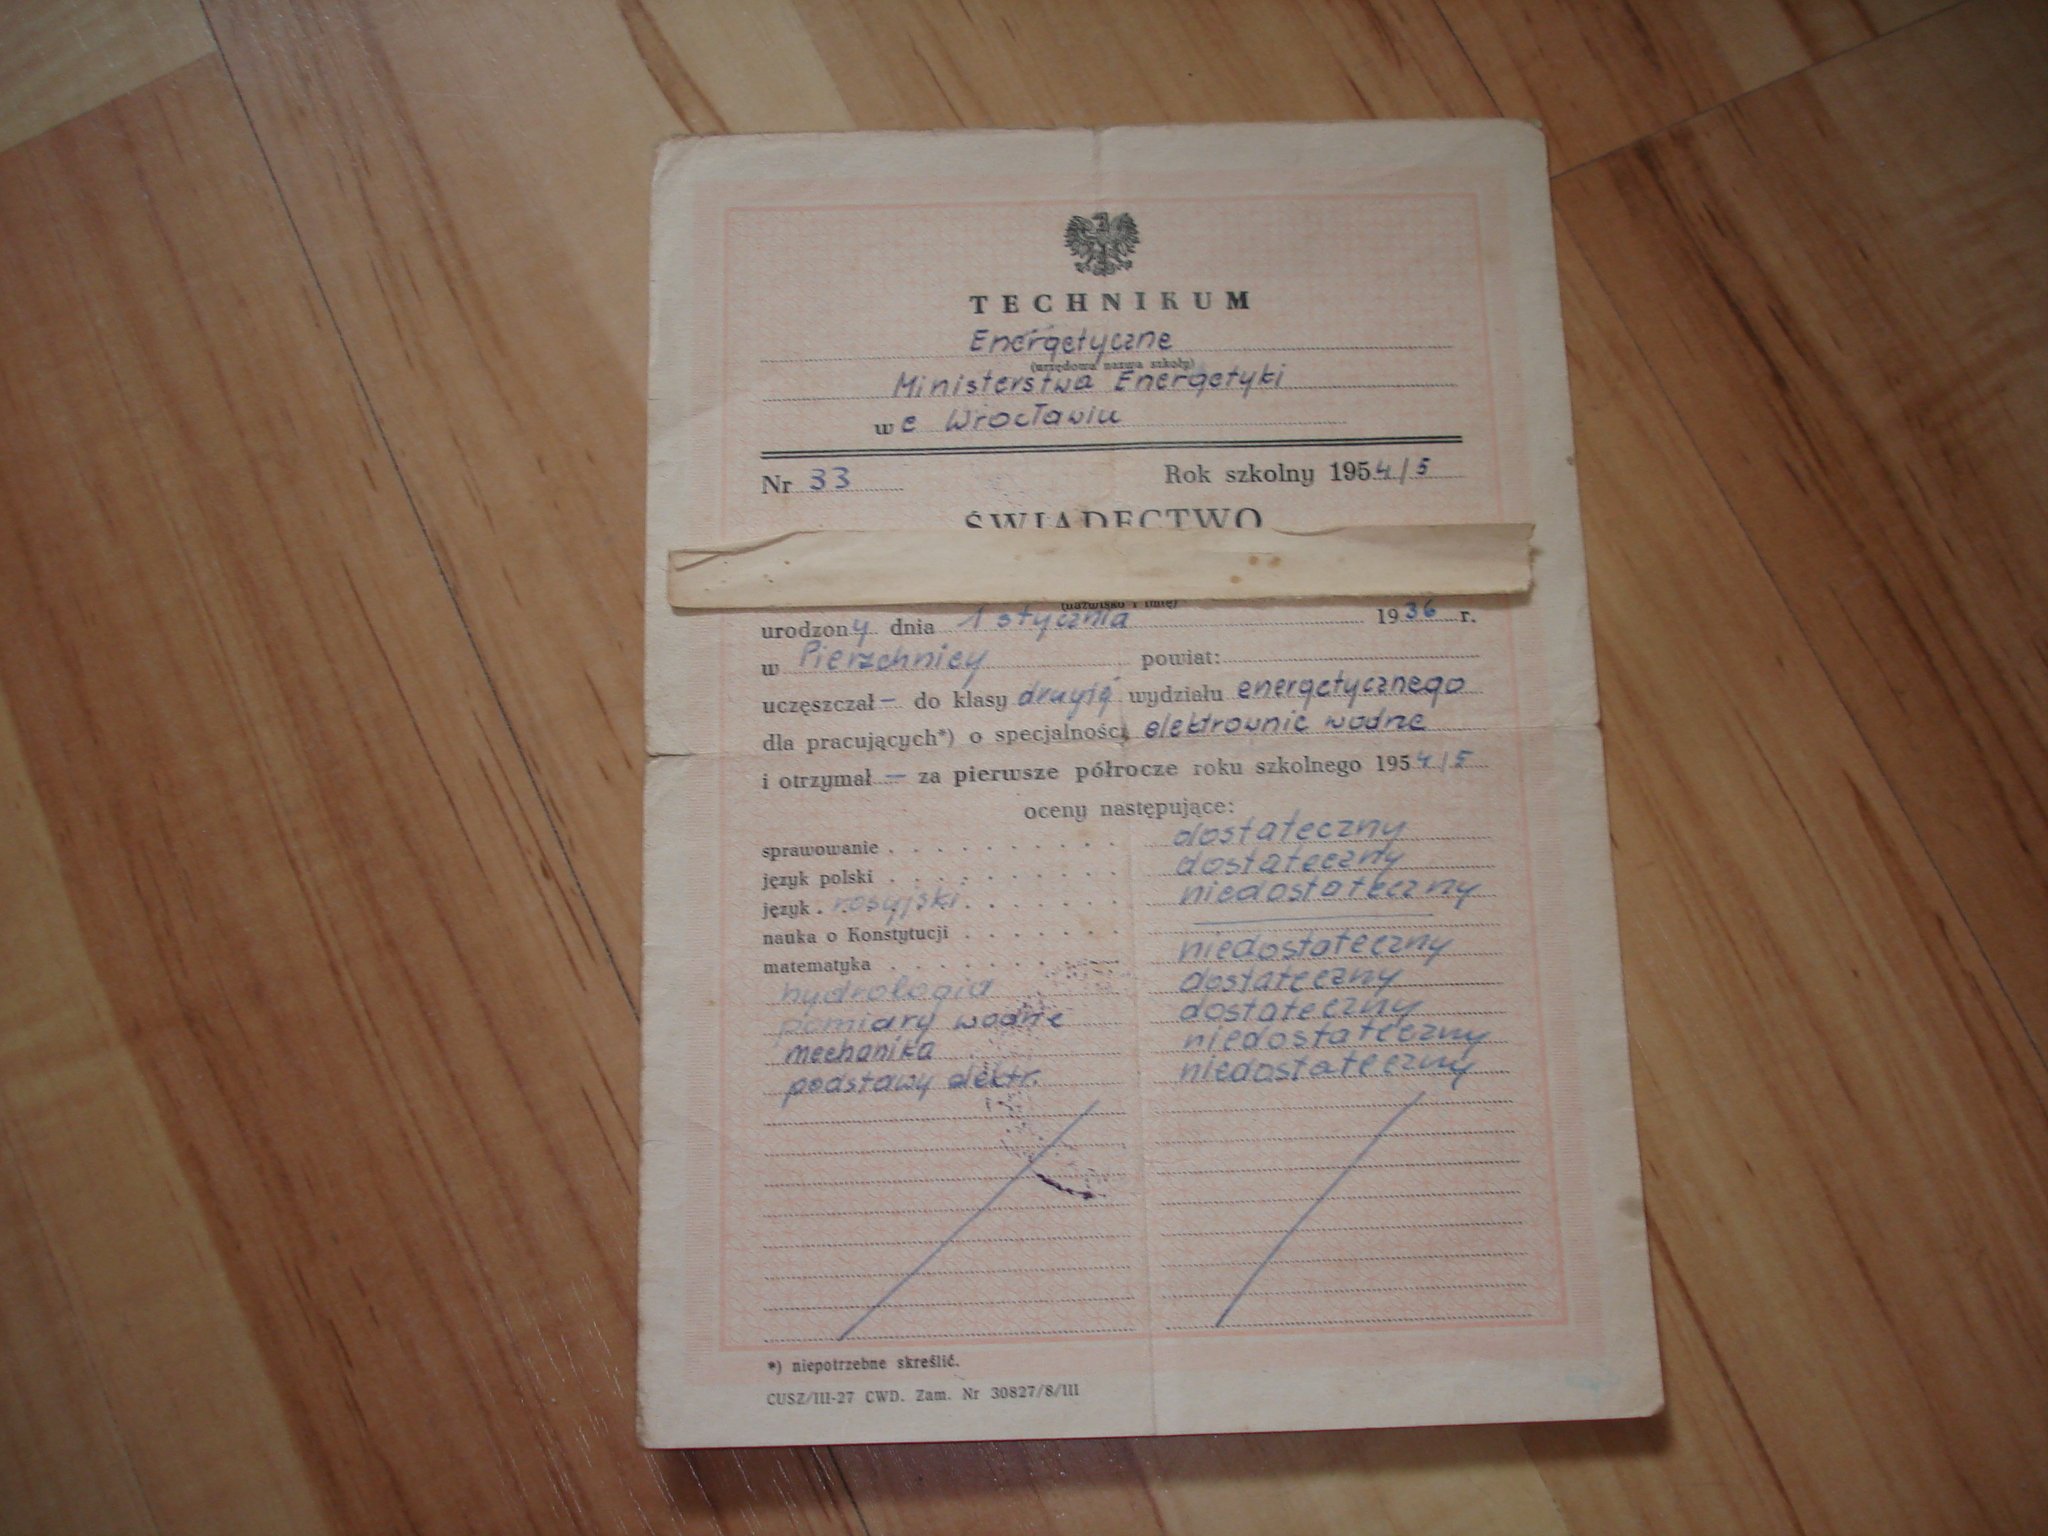 TECHNIKUM
Energetyczne
(urzędowa nazwa szkoły)
Ministerstwa Energetyki
we Wrocławiu
Nr 33 Rok szkolny 1954/5
ŚWIADECTWO
(nazwisko i imię)
urodzony dnia 1 stycznia 1936 r.
w Pierzchnicy powiat:
uczęszczał – do klasy drugiej wydziału energetycznego
dla pracujących*) o specjalności elektrownie wodne
i otrzymał – za pierwsze półrocze roku szkolnego 1954/5
oceny następujące:
sprawowanie . . . . . . . . . . dostateczny
język polski . . . . . . . . . . dostateczny
język . rosyjski . . . . . . niedostateczny
nauka o Konstytucji . . . . . . .
matematyka . . . . . . . . niedostateczny
hydrologia dostateczny
pomiary wodne dostateczny
mechanika niedostateczny
podstawy elektr. niedostateczny
*) niepotrzebne skreślić.
CUSZ/III-27 CWD. Zam. Nr 30827/8/III